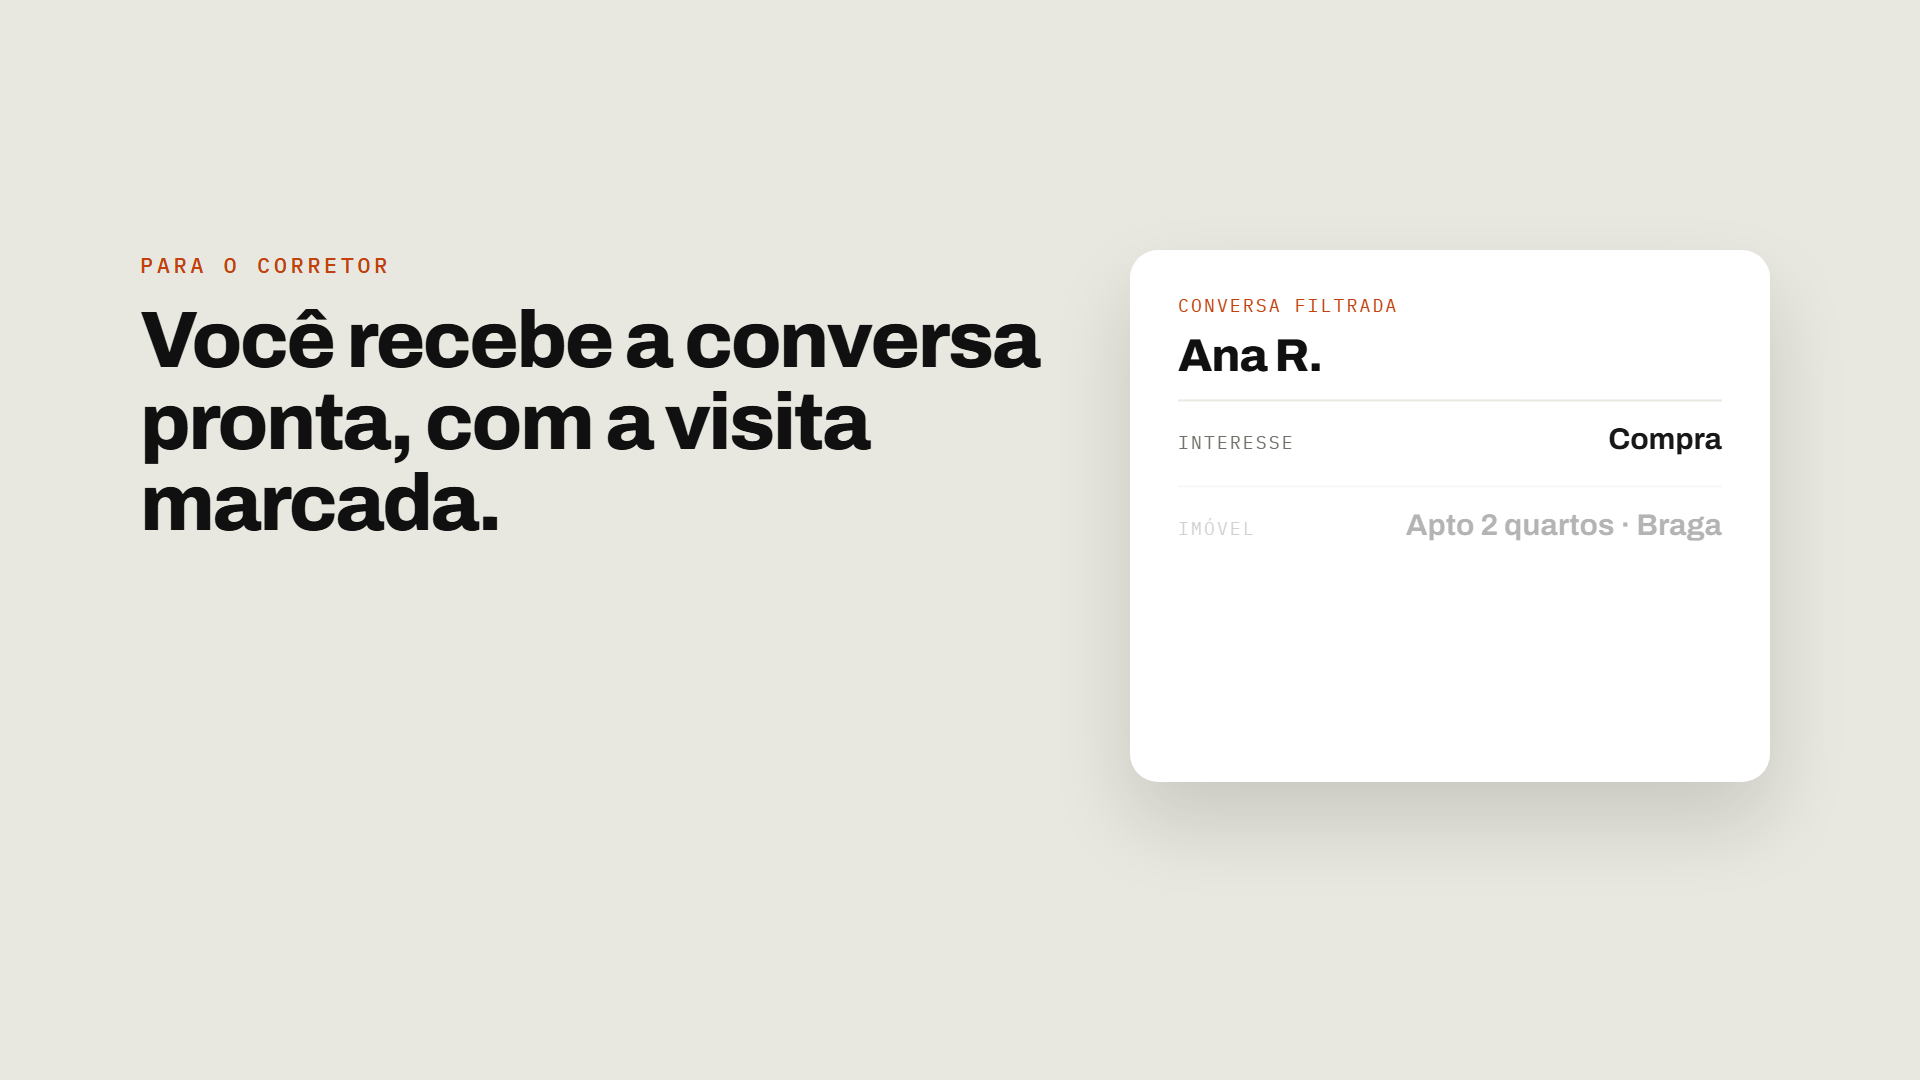 PARA O CORRETOR
Você recebe a conversa
pronta, com a visita
marcada.
CONVERSA FILTRADA
Ana R.
INTERESSE Compra
IMÓVEL Apto 2 quartos · Braga